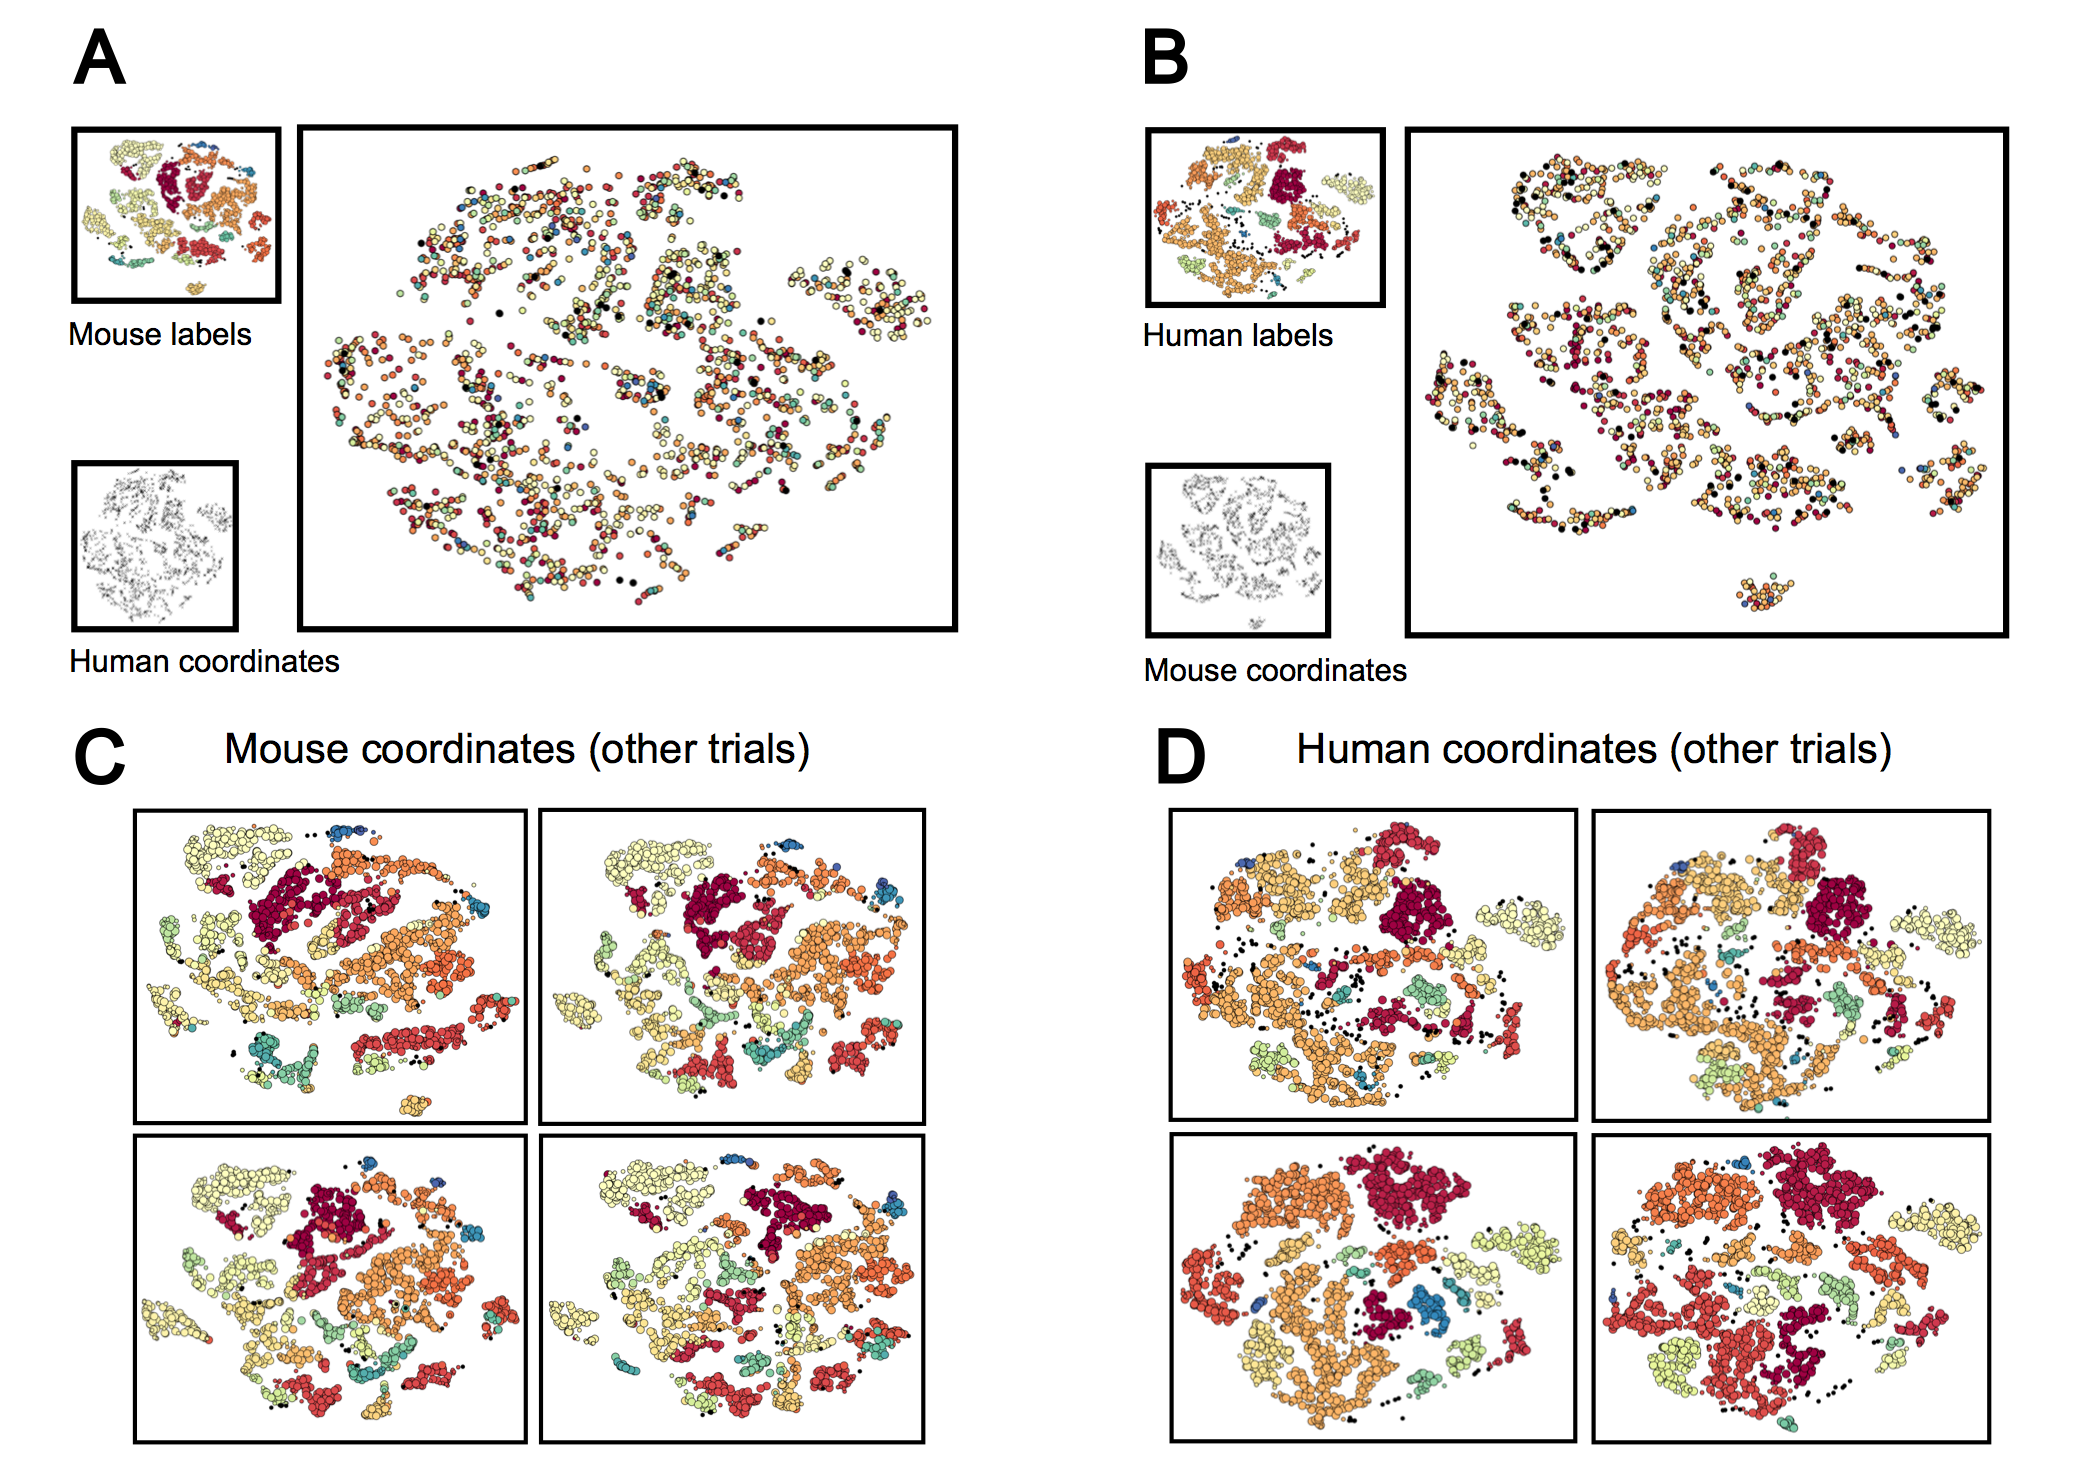 A
B
Mouse labels
Human labels
Human coordinates
Mouse coordinates
C Mouse coordinates (other trials)
D Human coordinates (other trials)